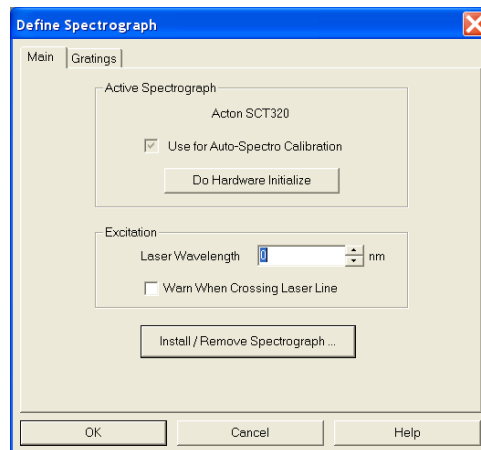 Define Spectrograph
Main
Gratings
Active Spectrograph
Acton SCT320
Use for Auto-Spectro Calibration
Do Hardware Initialize
Excitation
Laser Wavelength 0 nm
Warn When Crossing Laser Line
Install / Remove Spectrograph ...
OK Cancel Help